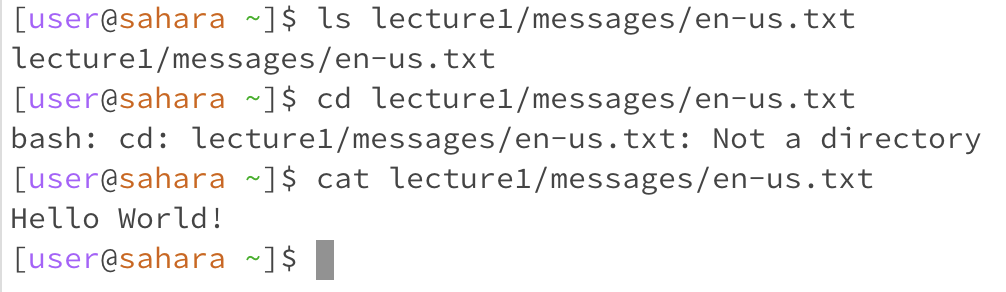 [user@sahara ~]$ ls lecture1/messages/en-us.txt
lecture1/messages/en-us.txt
[user@sahara ~]$ cd lecture1/messages/en-us.txt
bash: cd: lecture1/messages/en-us.txt: Not a directory
[user@sahara ~]$ cat lecture1/messages/en-us.txt
Hello World!
[user@sahara ~]$